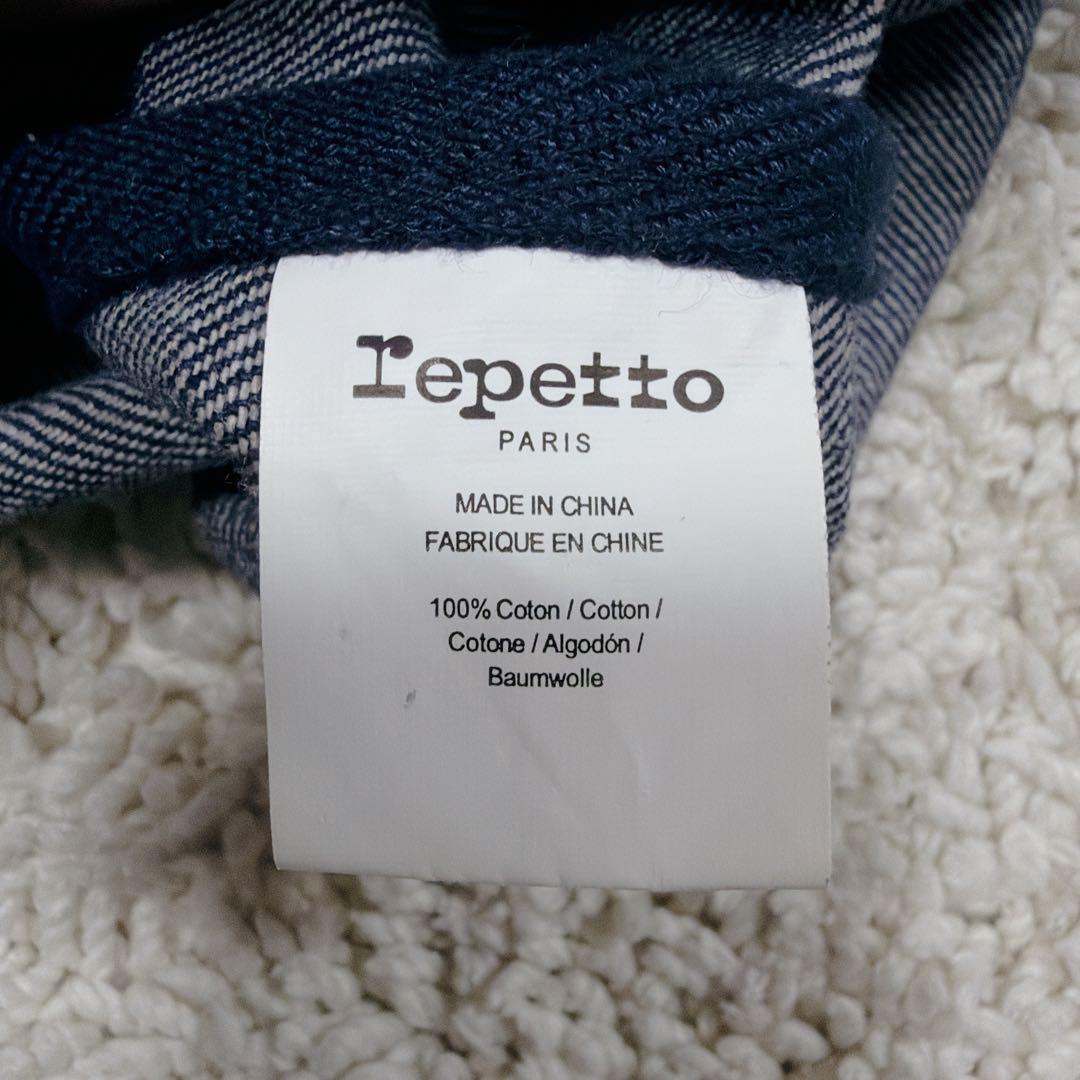 repetto
PARIS
MADE IN CHINA
FABRIQUE EN CHINE
100% Coton / Cotton /
Cotone / Algodón /
Baumwolle